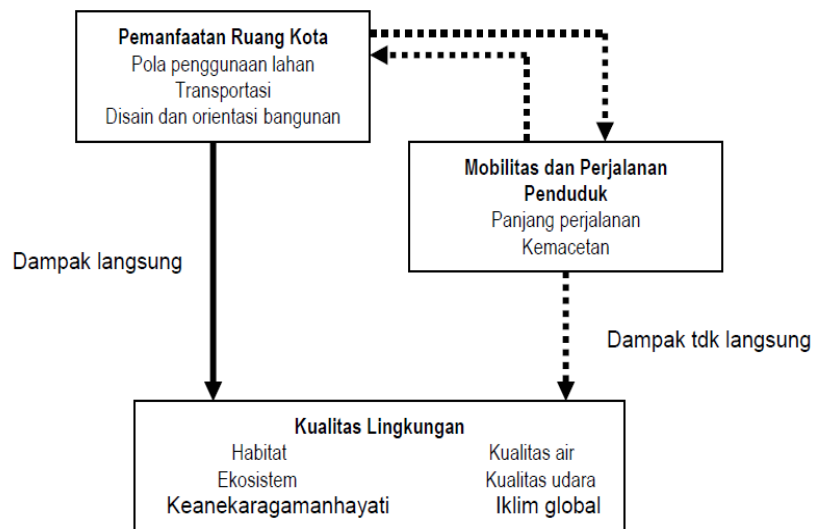 Pemanfaatan Ruang Kota
Pola penggunaan lahan
Transportasi
Disain dan orientasi bangunan
Mobilitas dan Perjalanan
Penduduk
Panjang perjalanan
Kemacetan
Dampak langsung
Dampak tdk langsung
Kualitas Lingkungan
Habitat
Kualitas air
Ekosistem
Kualitas udara
Keanekaragamanhayati
Iklim global